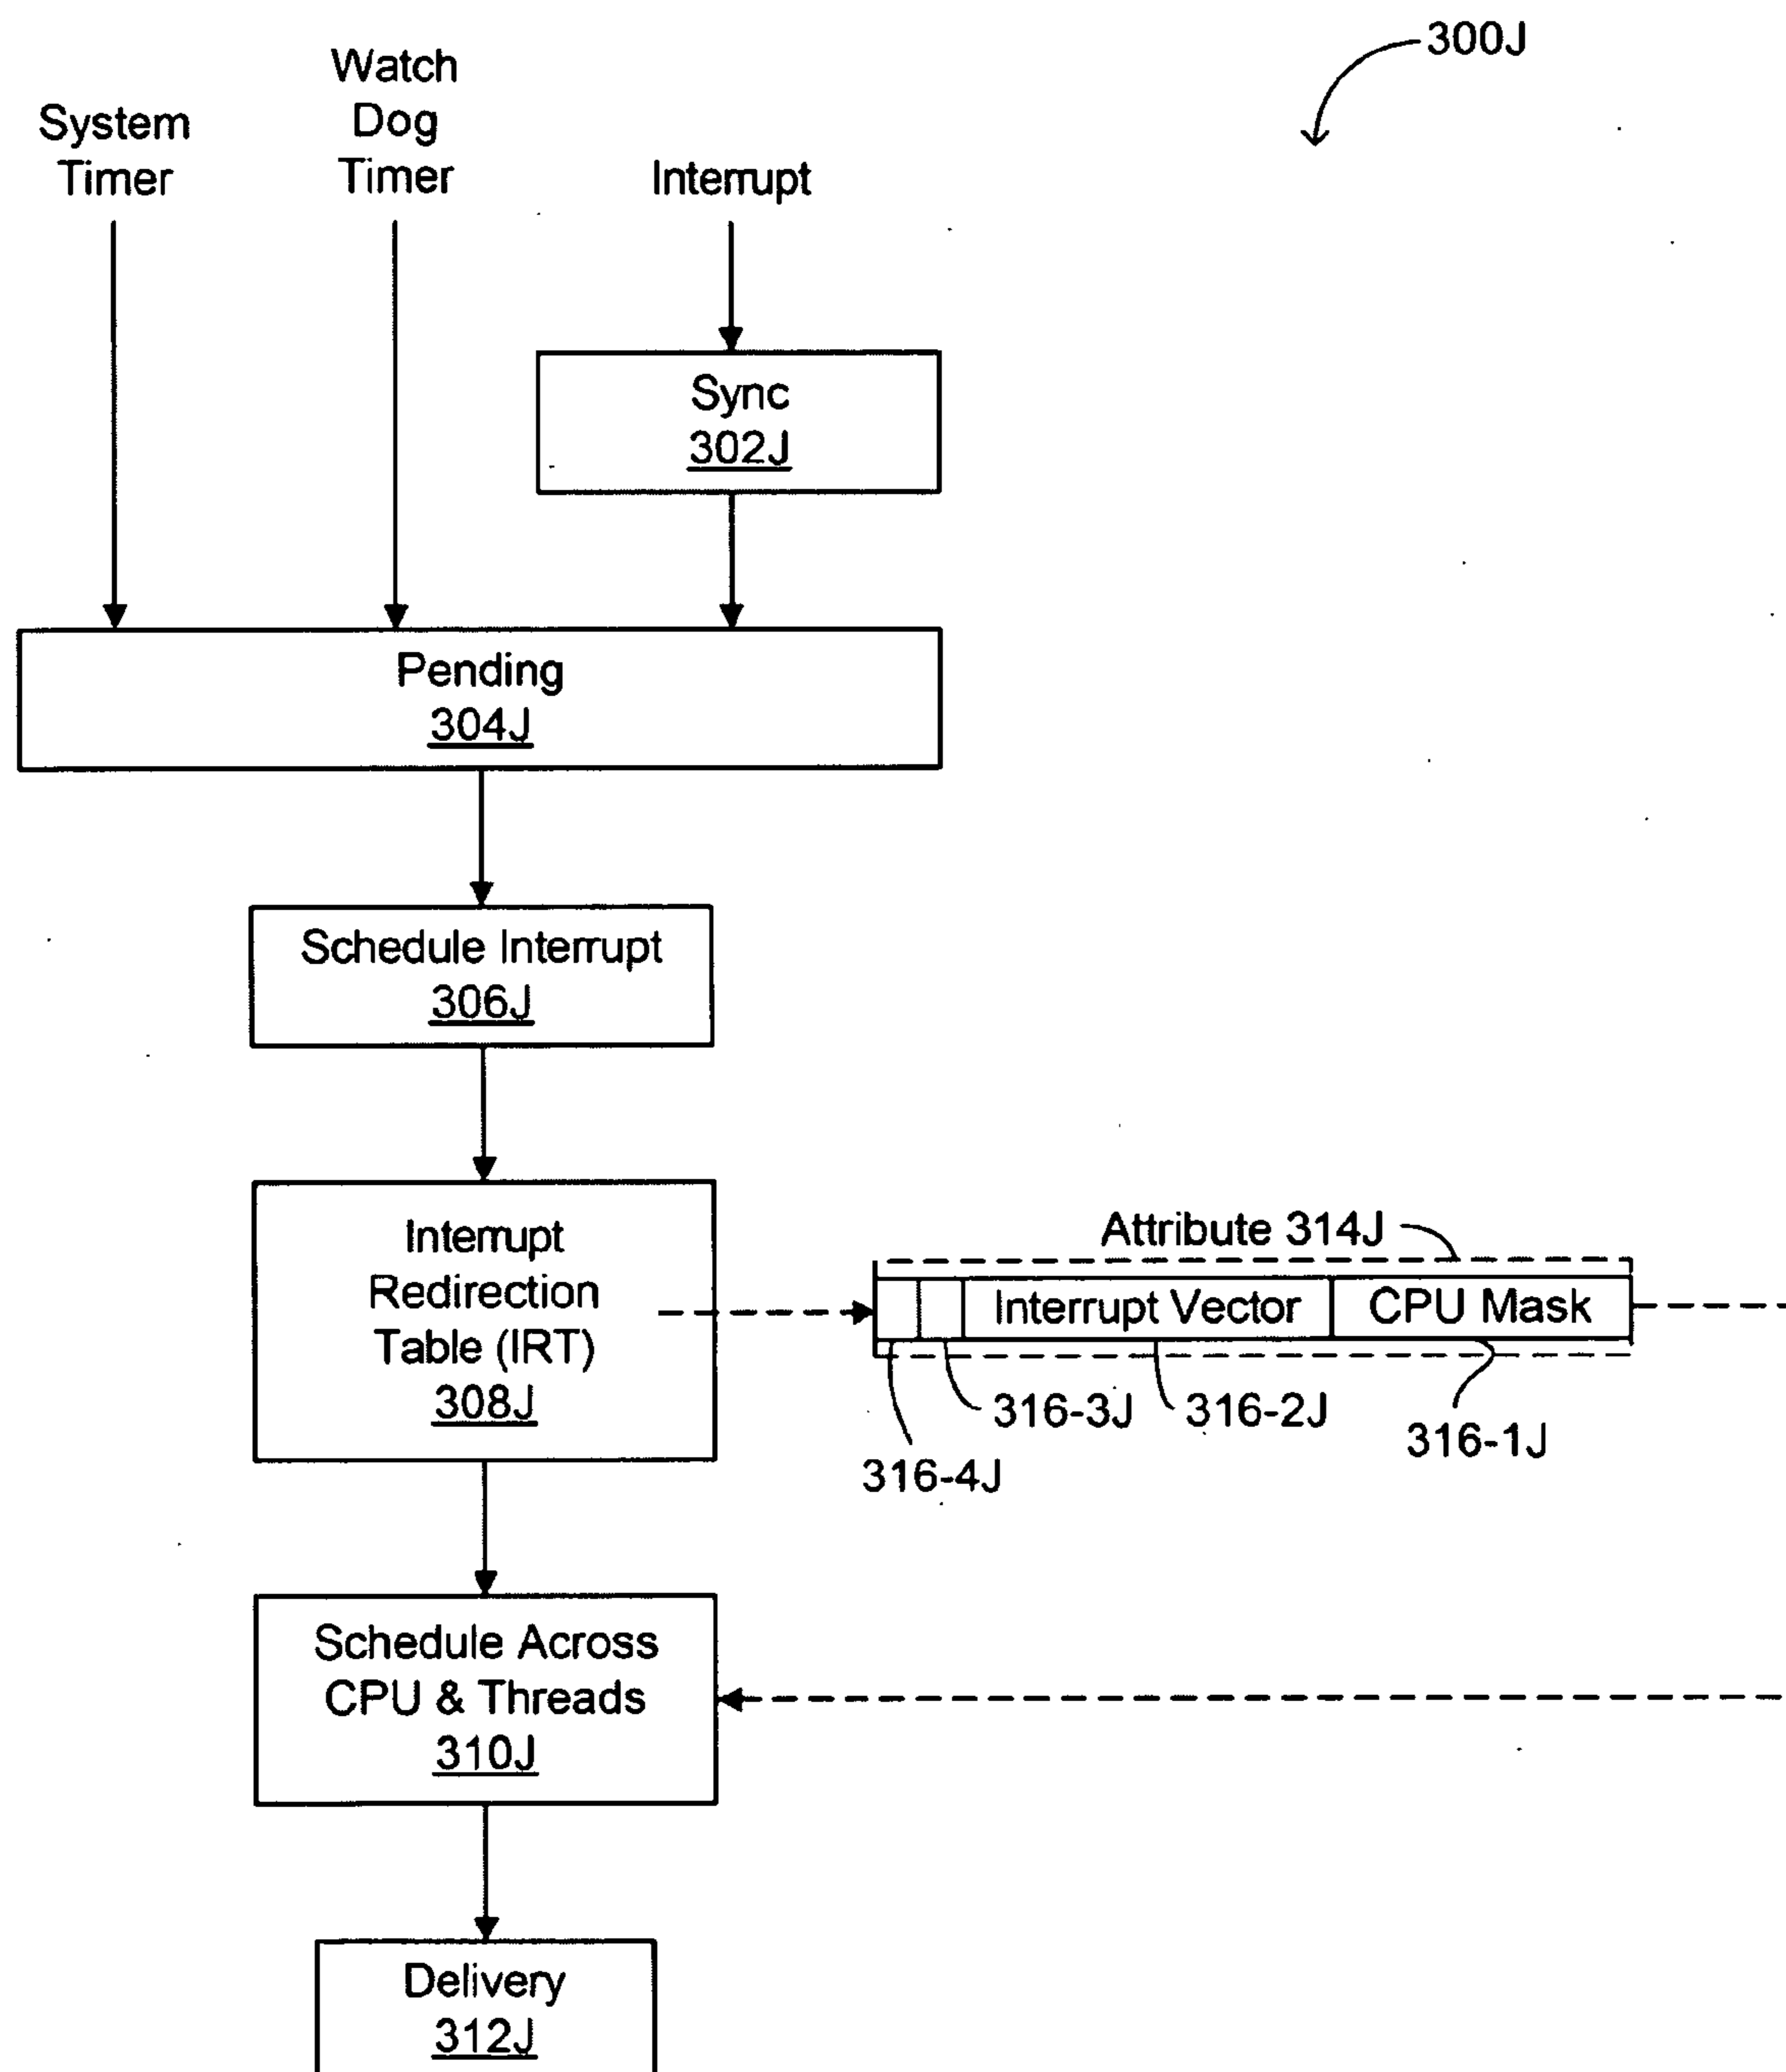 300J
System
Timer
Watch
Dog
Timer
Interrupt
Sync
302J
Pending
304J
Schedule Interrupt
306J
Interrupt
Redirection
Table (IRT)
308J
Attribute 314J
Interrupt Vector
CPU Mask
316-4J
316-3J
316-2J
316-1J
Schedule Across
CPU & Threads
310J
Delivery
312J